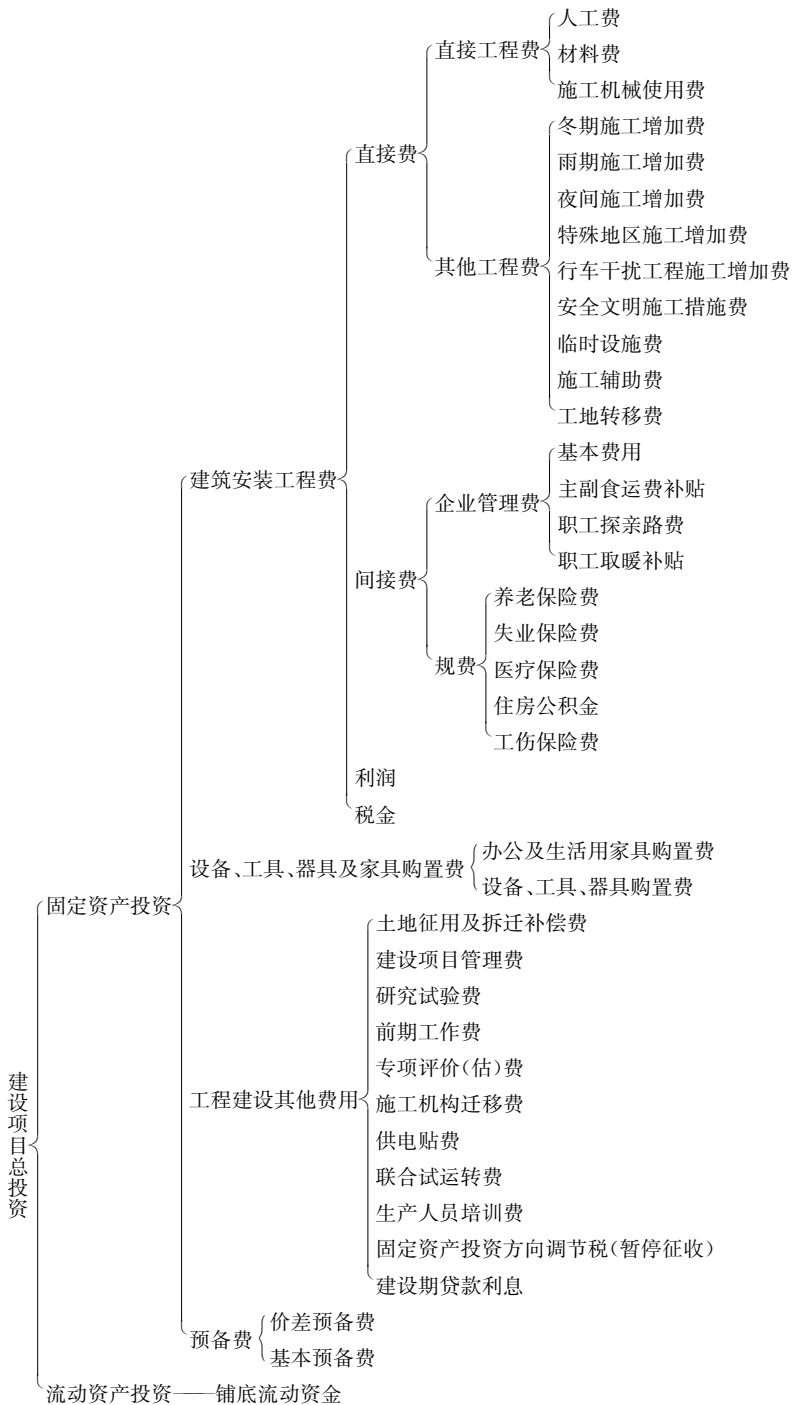 人工费
直接工程费
材料费
施工机械使用费
冬期施工增加费
直接费
雨期施工增加费
夜间施工增加费
特殊地区施工增加费
其他工程费
行车干扰工程施工增加费
安全文明施工措施费
临时设施费
施工辅助费
工地转移费
基本费用
建筑安装工程费
企业管理费
主副食运费补贴
职工探亲路费
职工取暖补贴
间接费
养老保险费
失业保险费
规费
医疗保险费
住房公积金
工伤保险费
利润
税金
设备、工具、器具及家具购置费
办公及生活用家具购置费
设备、工具、器具购置费
固定资产投资
土地征用及拆迁补偿费
建设项目管理费
研究试验费
前期工作费
专项评价(估)费
建设项目总投资
工程建设其他费用
施工机构迁移费
供电贴费
联合试运转费
生产人员培训费
固定资产投资方向调节税(暂停征收)
建设期贷款利息
预备费
价差预备费
基本预备费
流动资产投资——铺底流动资金